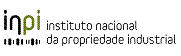 inpi instituto nacional
da propriedade industrial